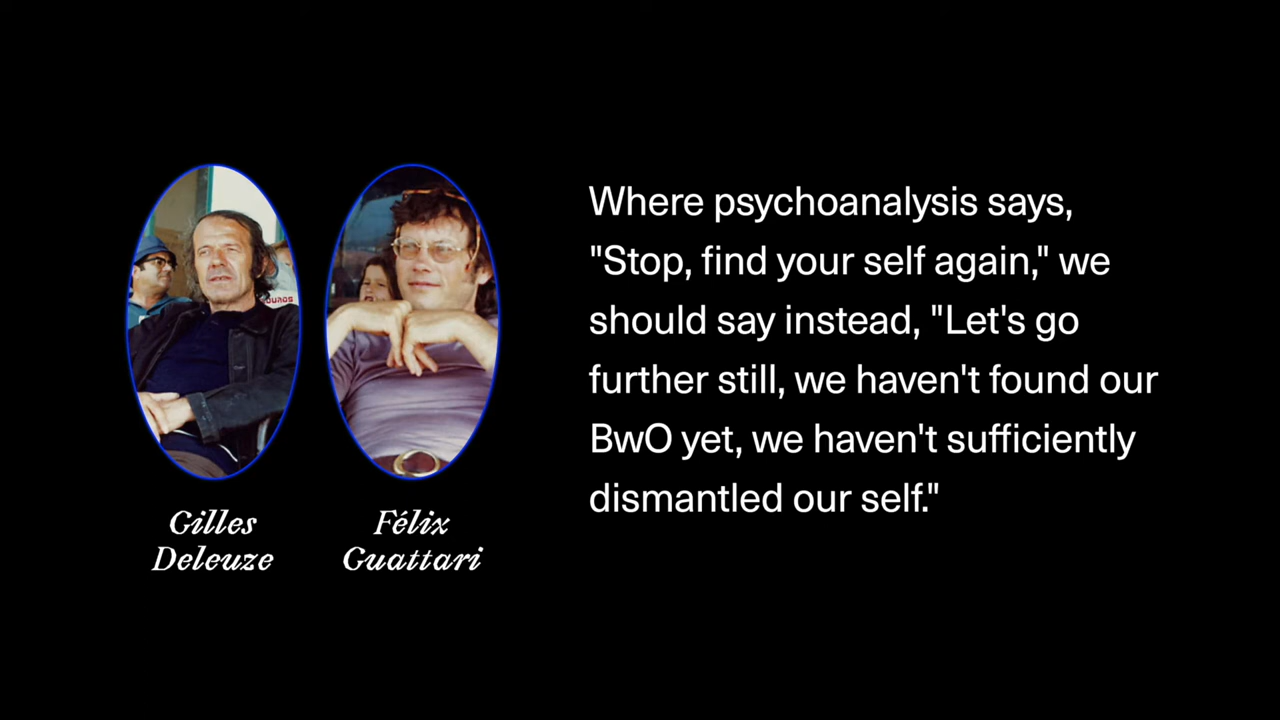 Where psychoanalysis says,
"Stop, find your self again," we
should say instead, "Let's go
further still, we haven't found our
BwO yet, we haven't sufficiently
dismantled our self."
Gilles
Deleuze
Félix
Guattari